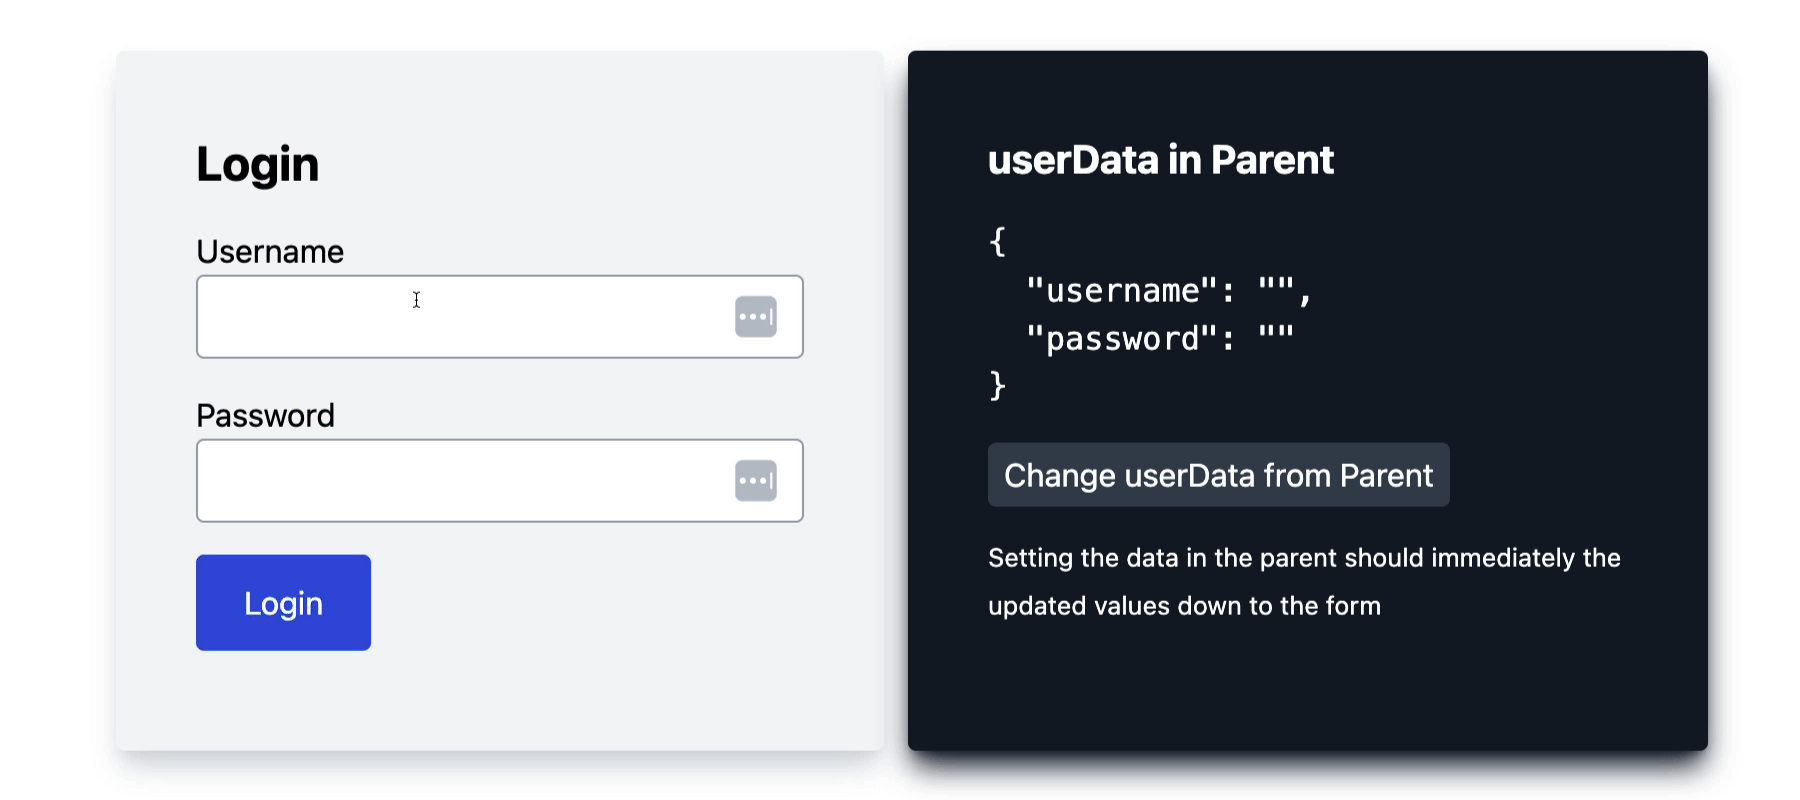 Login
Username
Password
Login
userData in Parent
{
"username": "",
"password": ""
}
Change userData from Parent
Setting the data in the parent should immediately the
updated values down to the form